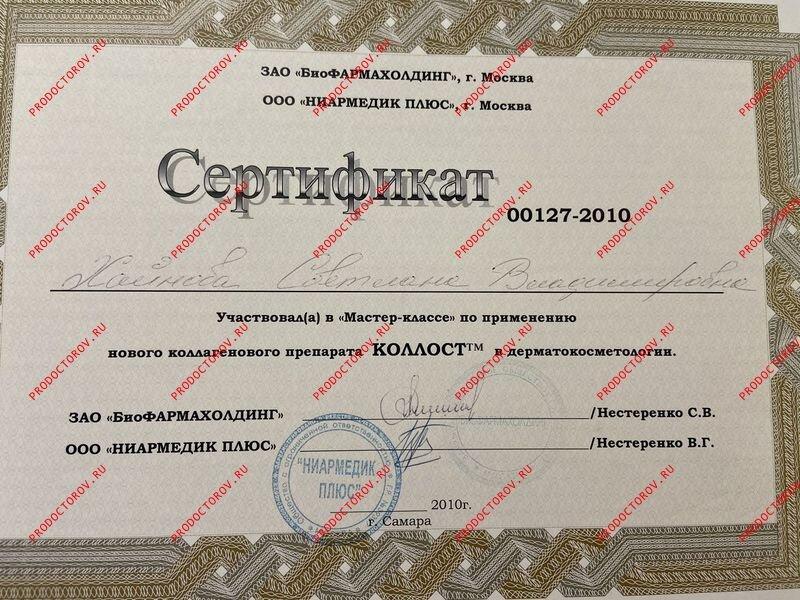 ЗАО «БиоФАРМАХОЛДИНГ», г. Москва
ООО «НИАРМЕДИК ПЛЮС», г. Москва
Сертификат
00127-2010
Светлана Владимировна
Участвовал(а) в «Мастер-классе» по применению
нового коллагенового препарата КОЛЛОСТ™ в дерматокосметологии.
ЗАО «БиоФАРМАХОЛДИНГ» /Нестеренко С.В.
ООО «НИАРМЕДИК ПЛЮС» /Нестеренко В.Г.
"НИАРМЕДИК
ПЛЮС"
2010г.
г. Самара
PRODOCTOROV.RU